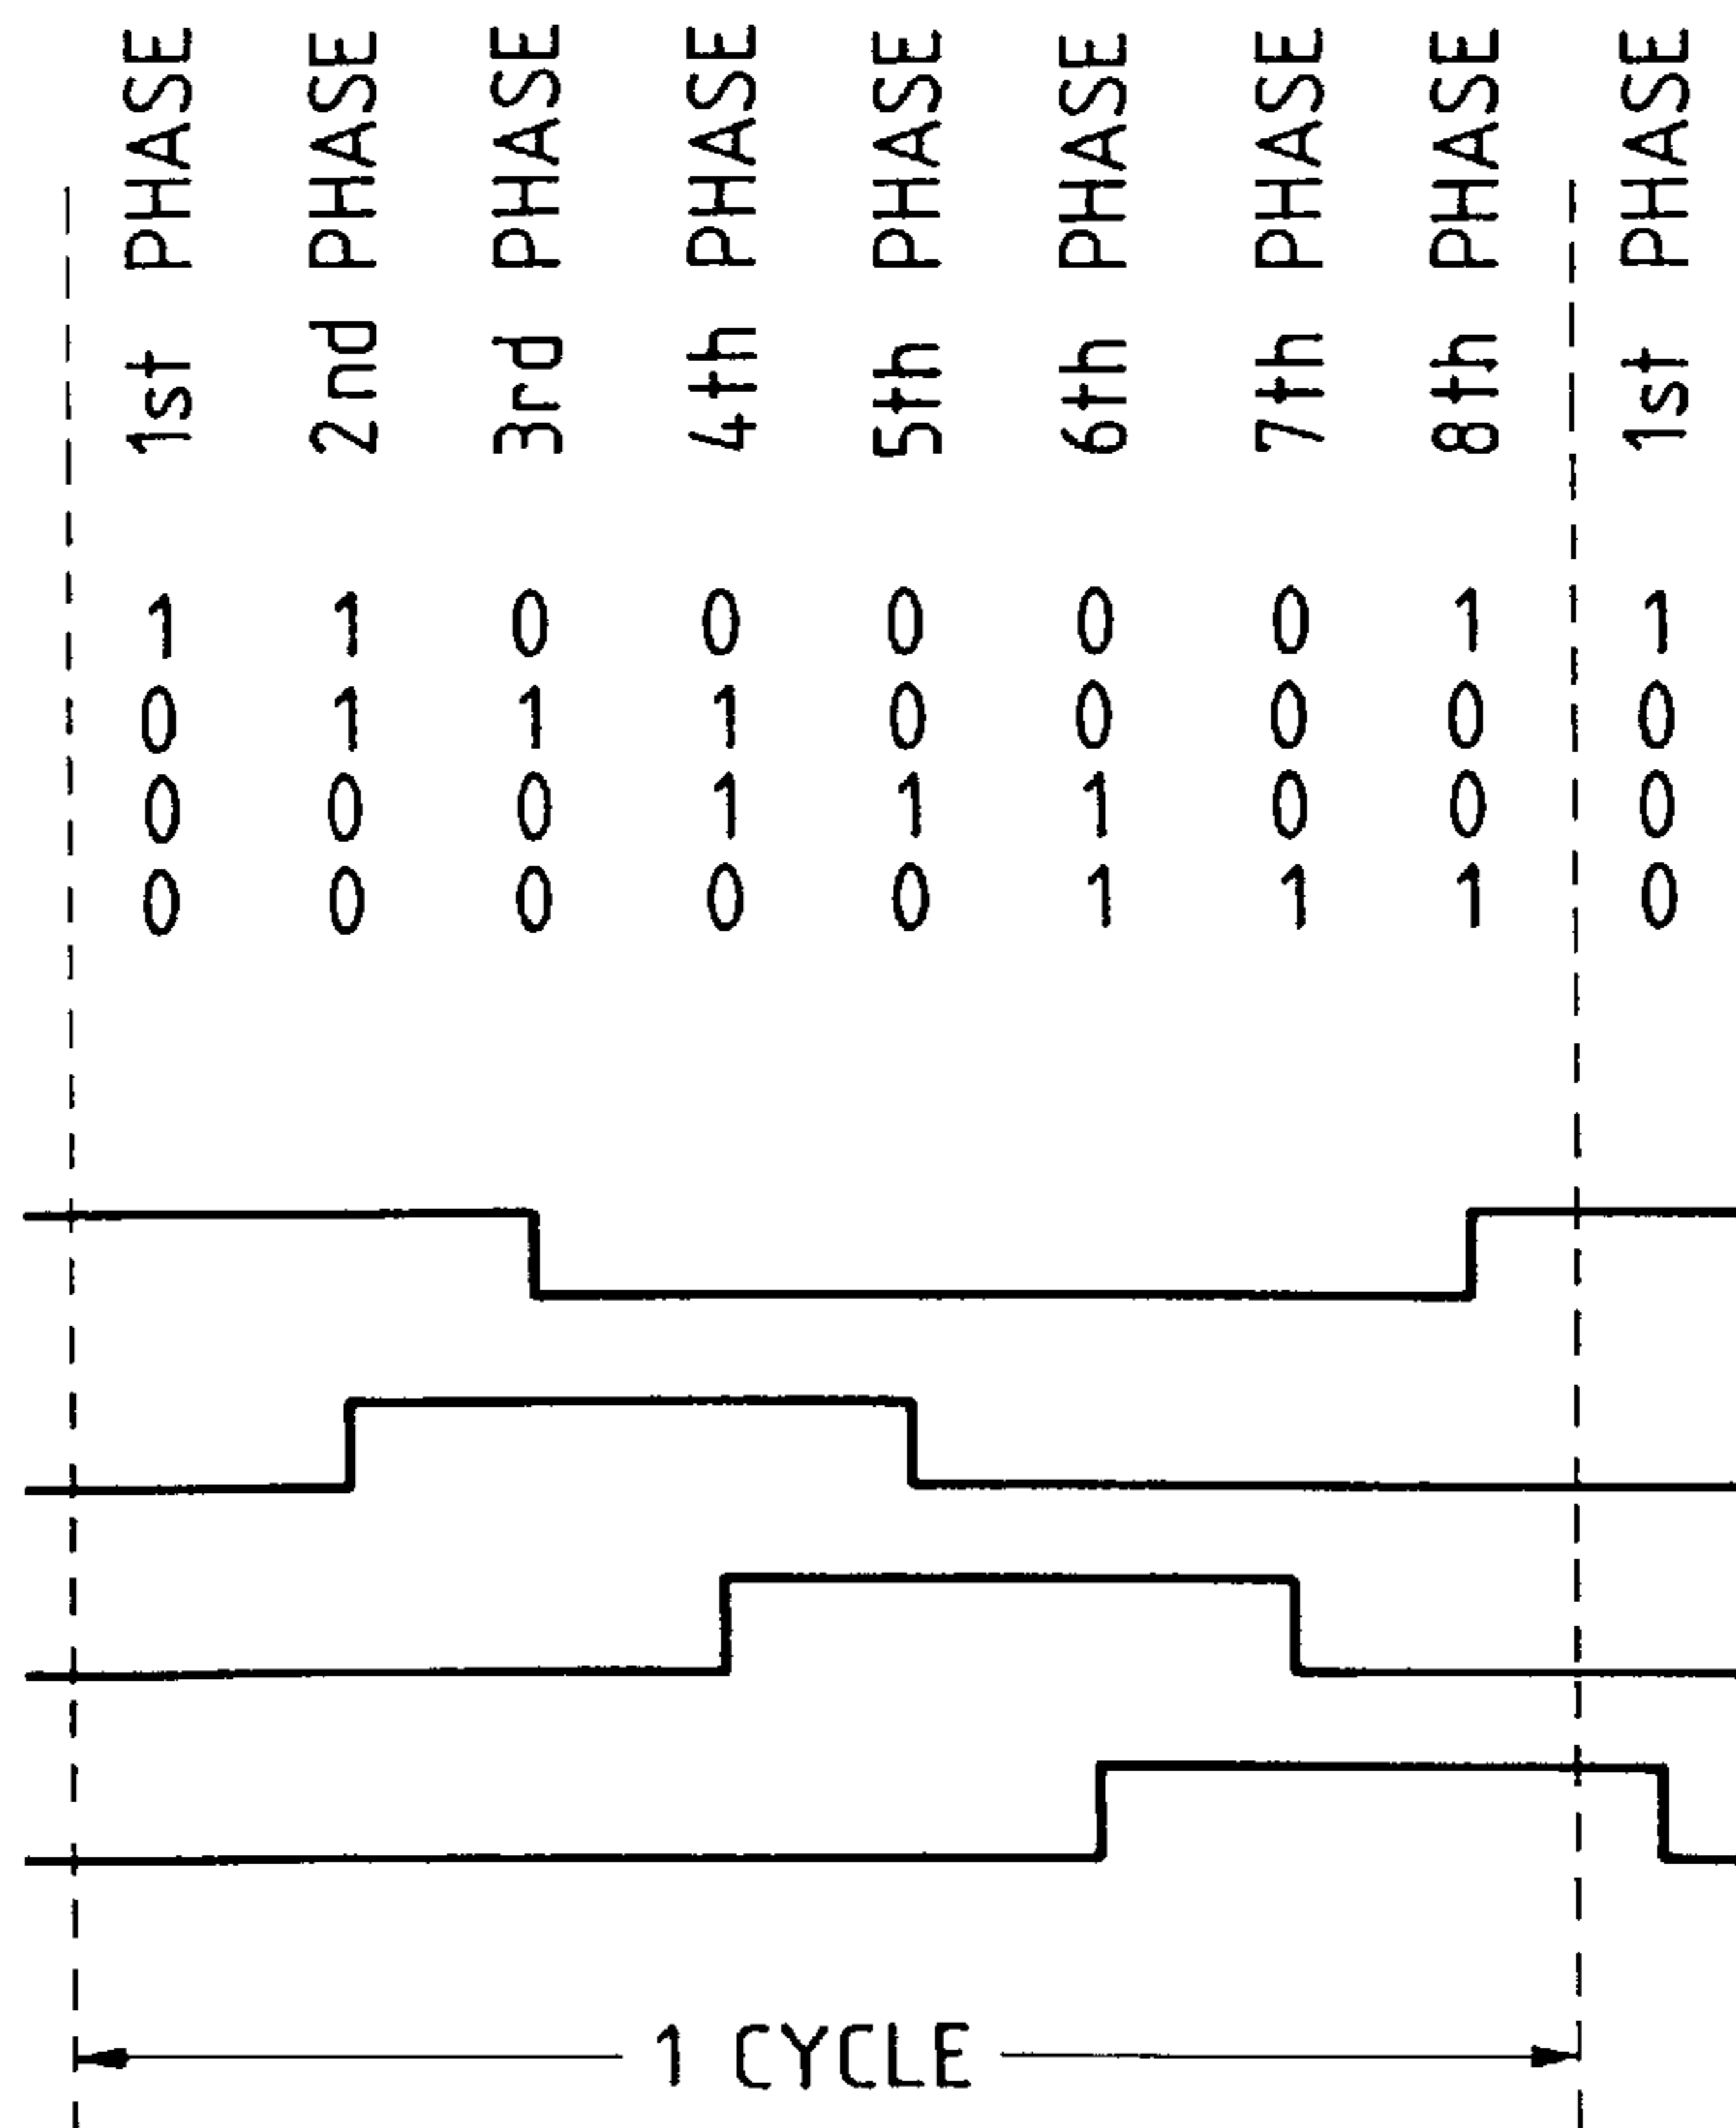 1st PHASE
2nd PHASE
3rd PHASE
4th PHASE
5th PHASE
6th PHASE
7th PHASE
8th PHASE
1st PHASE
1 1 0 0 0 0 0 1 1
0 1 1 1 0 0 0 0 0
0 0 0 1 1 1 0 0 0
0 0 0 0 0 1 1 1 0
1 CYCLE